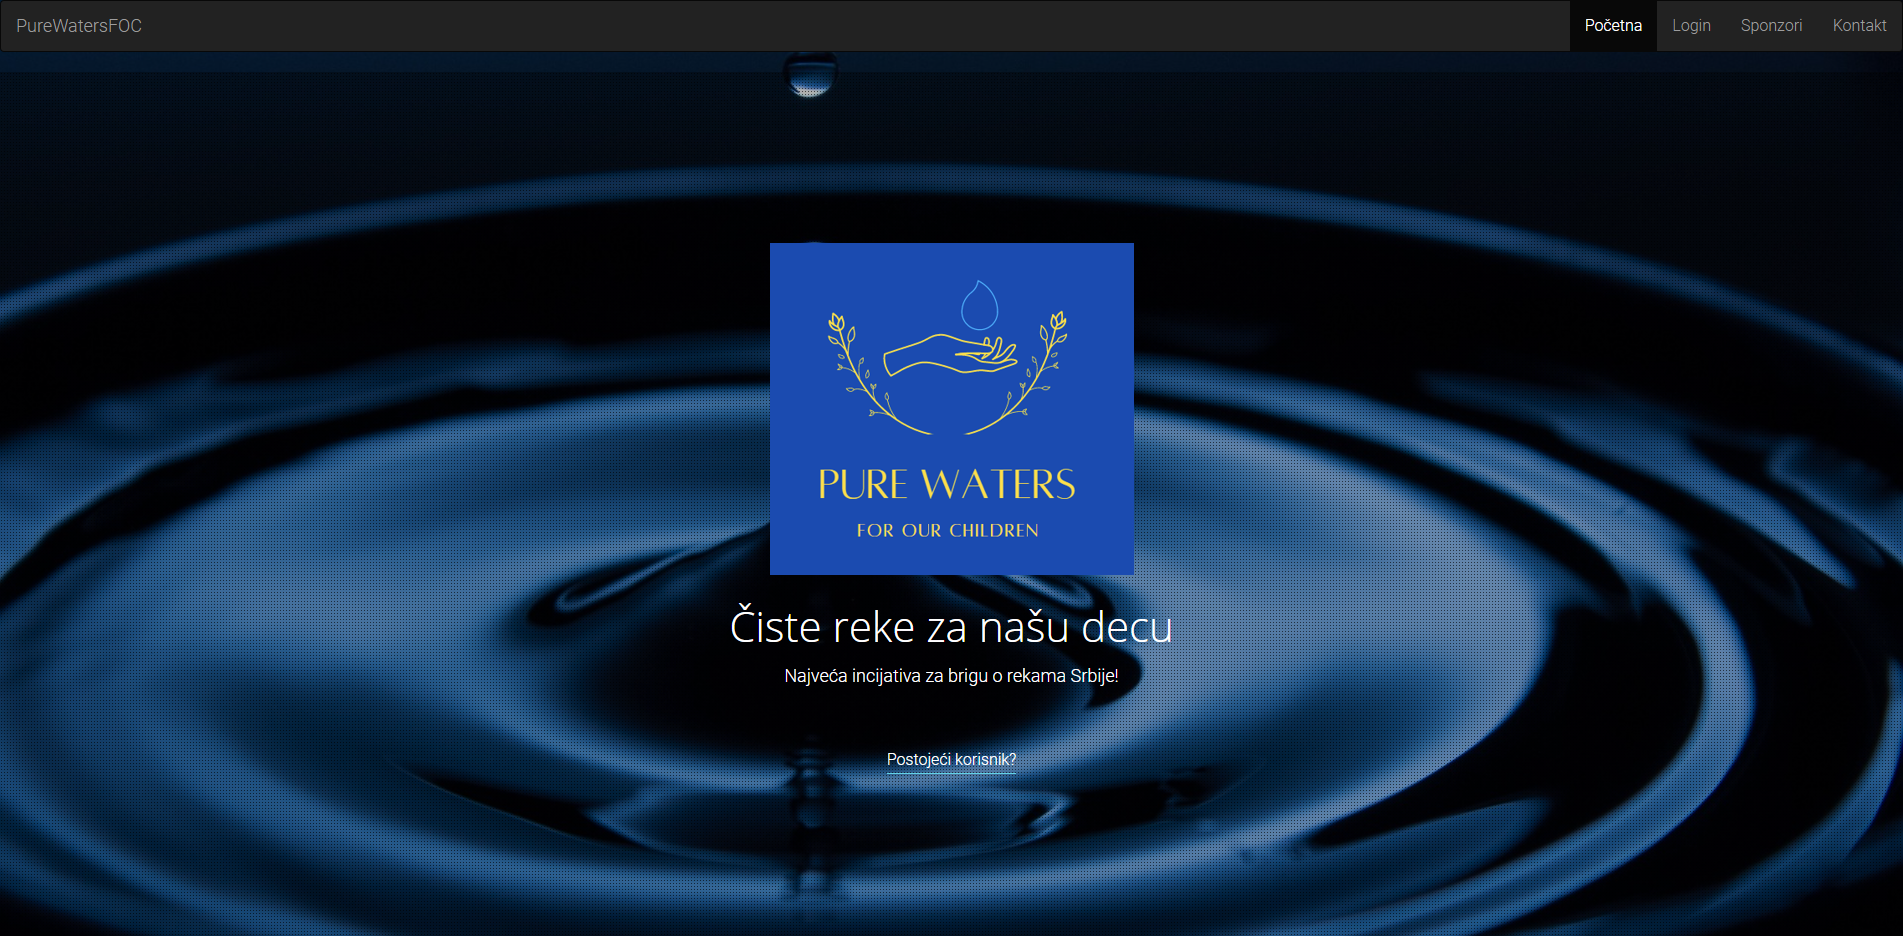 PureWatersFOC
Početna Login Sponzori Kontakt
PURE WATERS
FOR OUR CHILDREN
Čiste reke za našu decu
Najveća incijativa za brigu o rekama Srbije!
Postojeći korisnik?